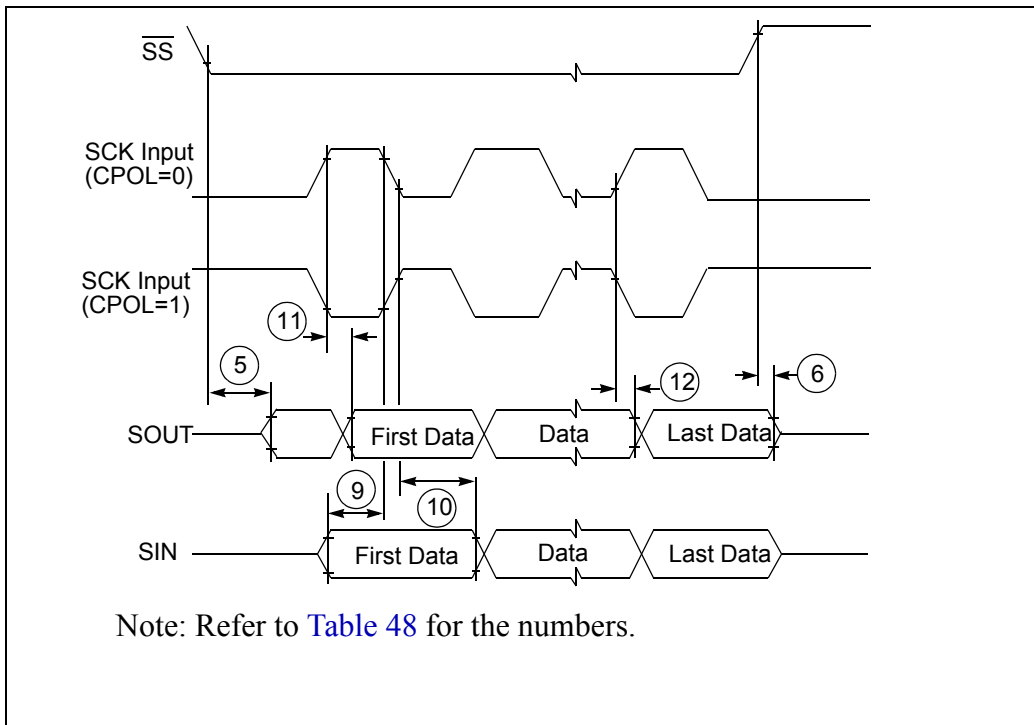 SS
SCK Input
(CPOL=0)
SCK Input
(CPOL=1)
11
5
12
6
SOUT
First Data
Data
Last Data
9
10
SIN
First Data
Data
Last Data
Note: Refer to Table 48 for the numbers.